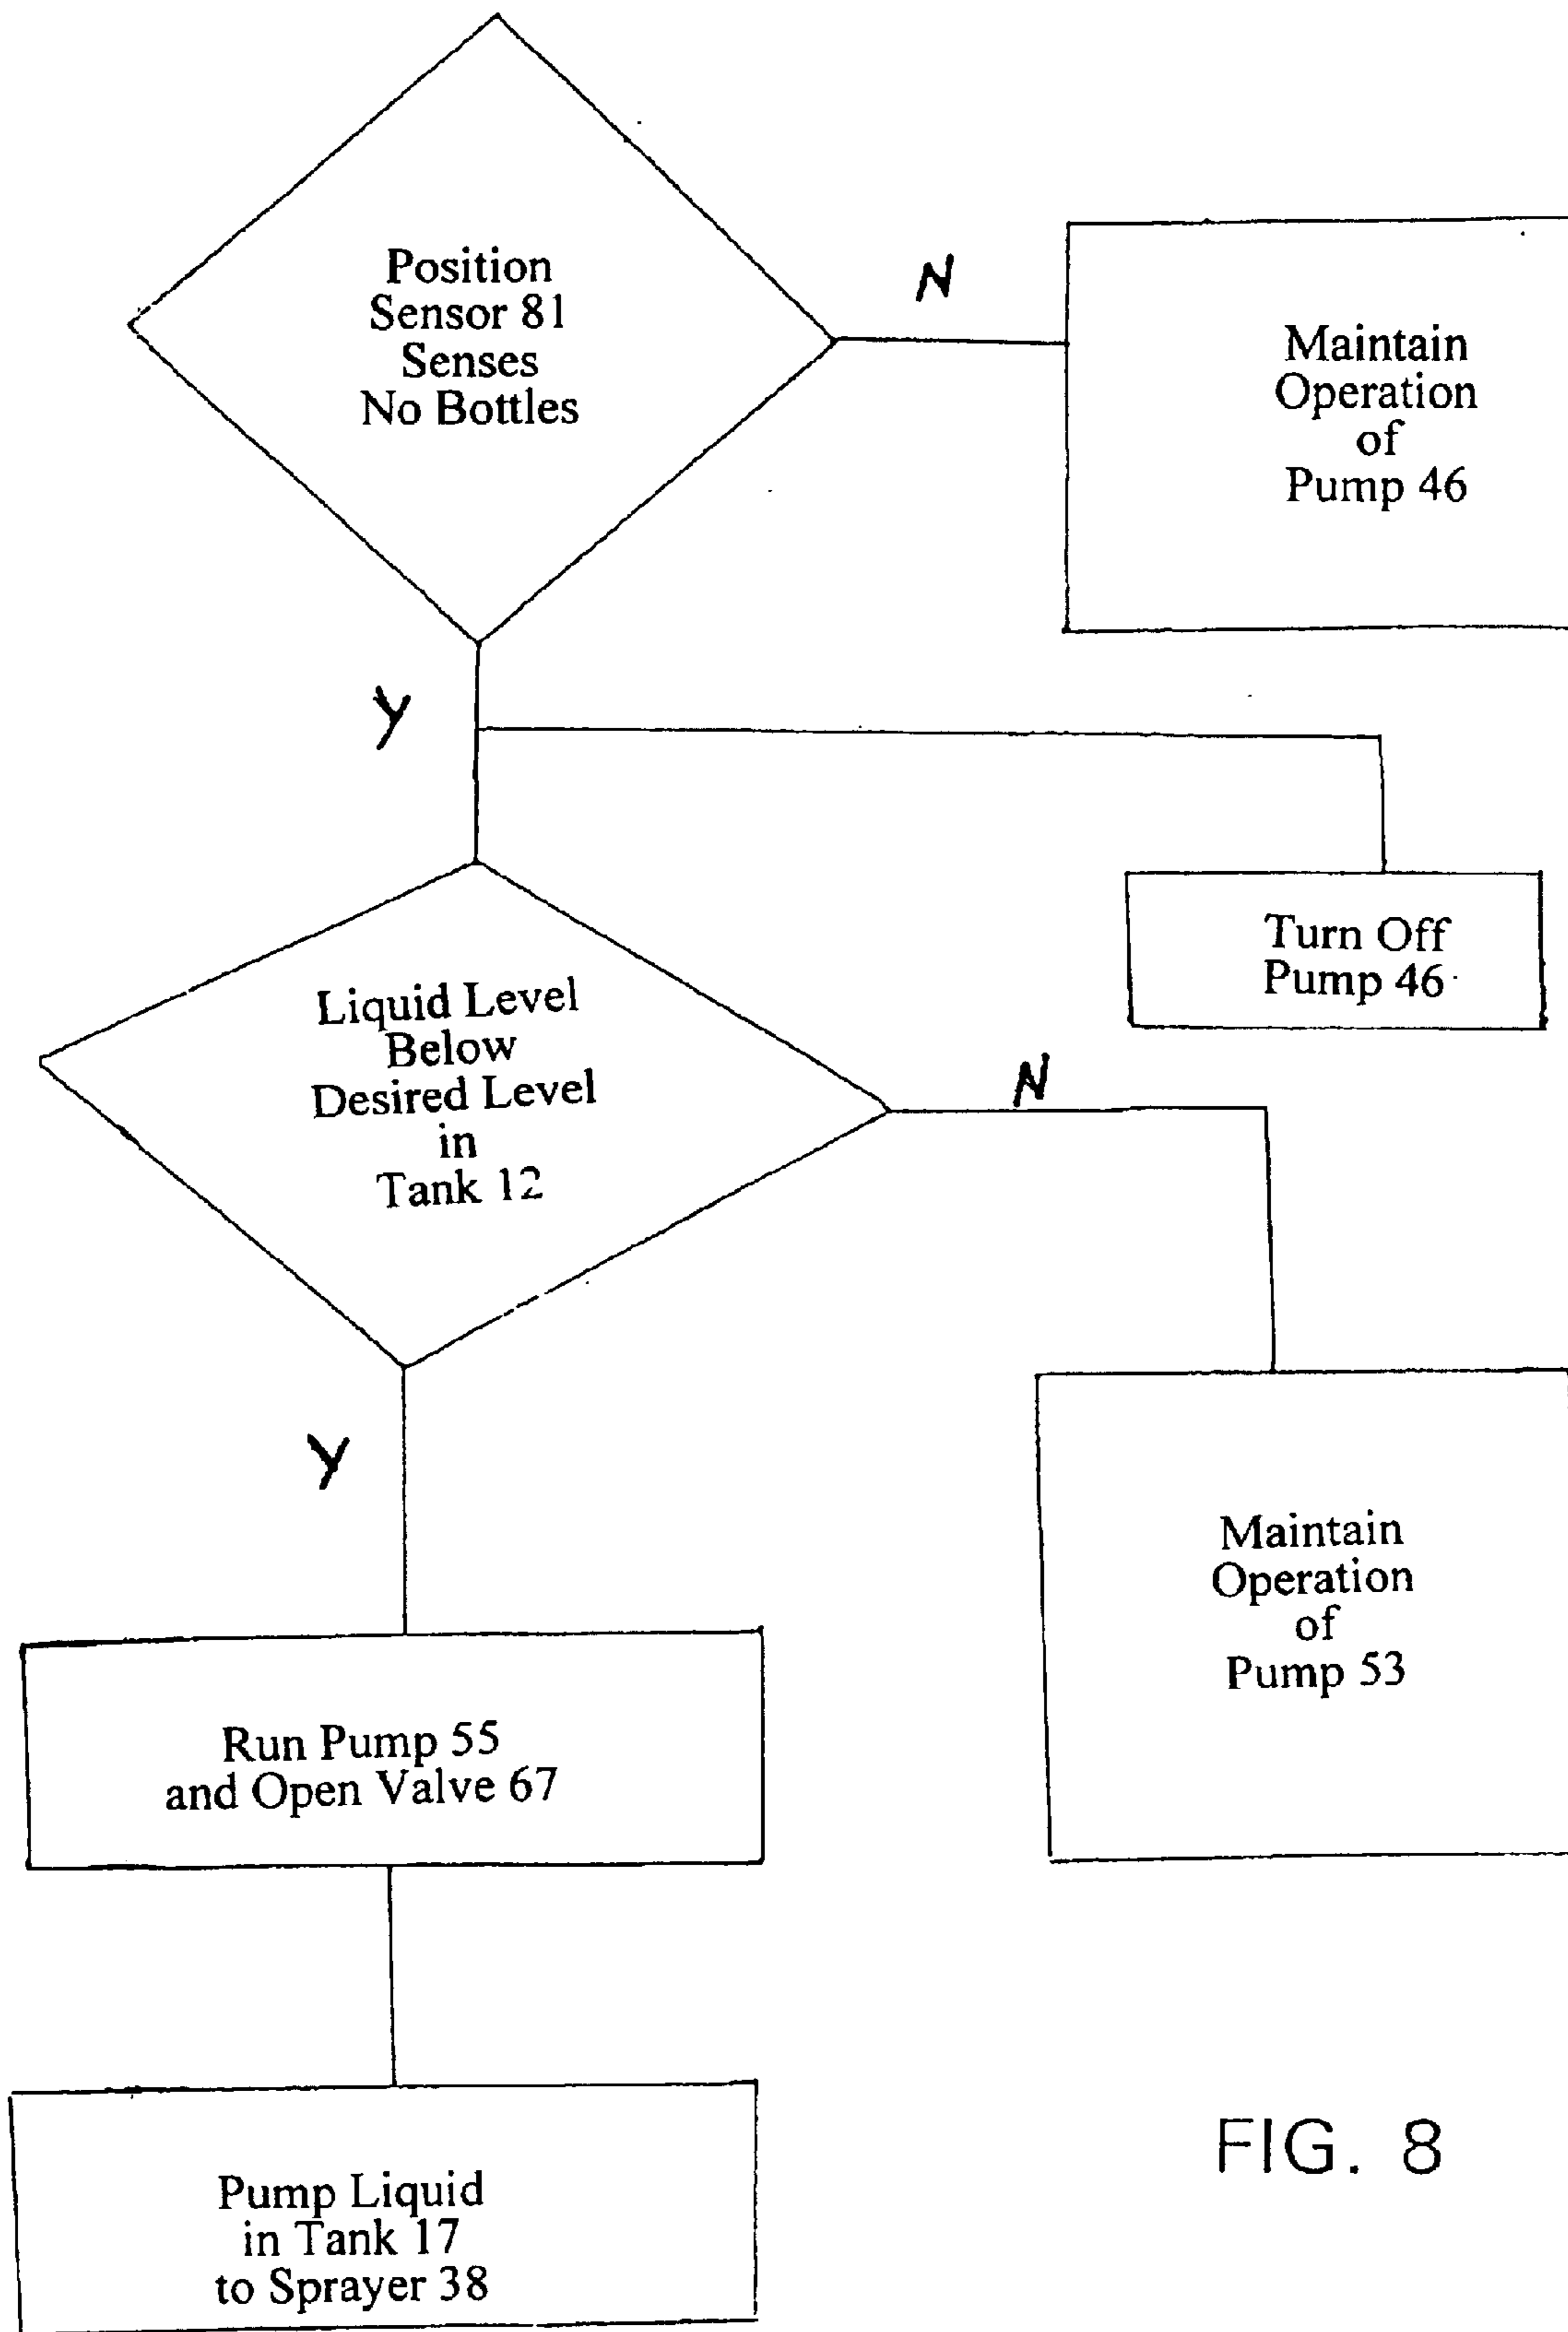 Position
Sensor 81
Senses
No Bottles
N
Maintain
Operation
of
Pump 46
Y
Turn Off
Pump 46
Liquid Level
Below
Desired Level
in
Tank 12
N
Y
Maintain
Operation
of
Pump 53
Run Pump 55
and Open Valve 67
Pump Liquid
in Tank 17
to Sprayer 38
FIG. 8